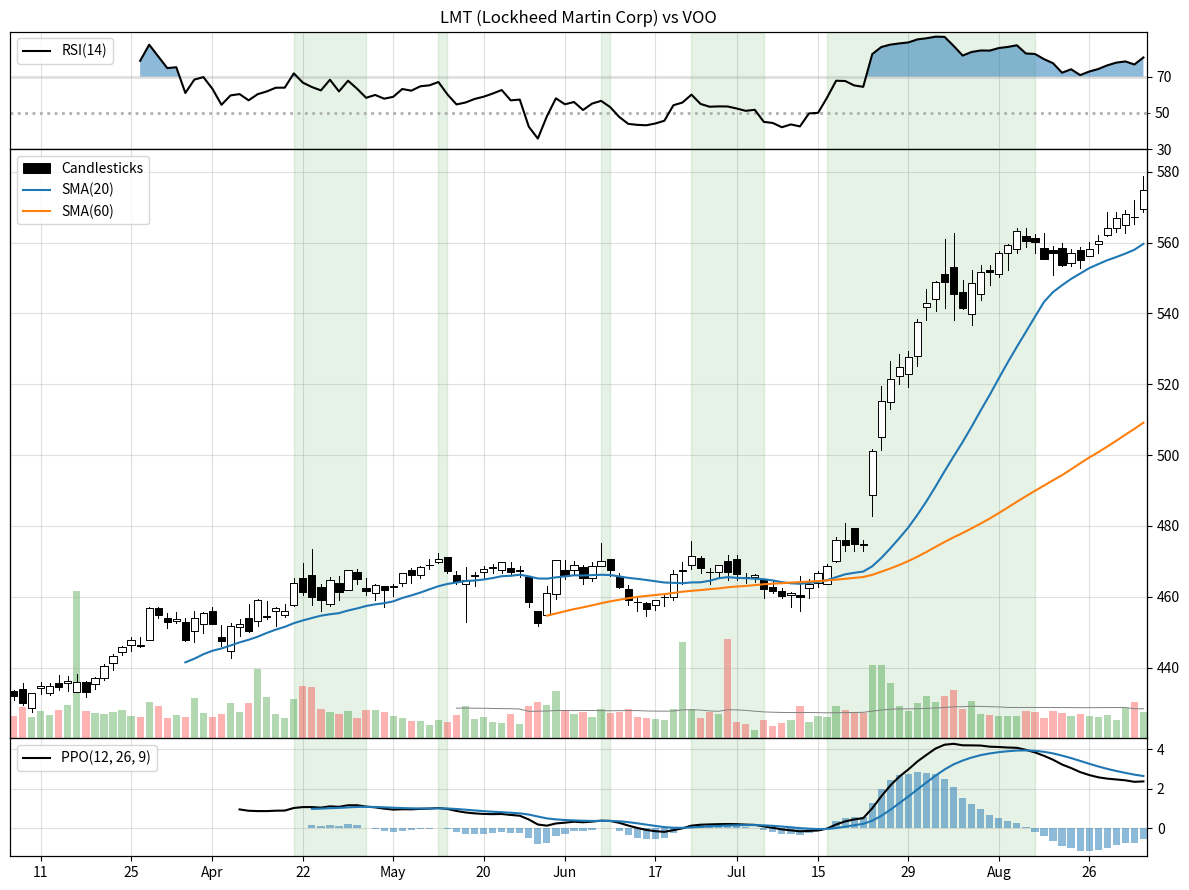 LMT (Lockheed Martin Corp) vs VOO
RSI(14)
70
50
30
Candlesticks
SMA(20)
SMA(60)
580
560
540
520
500
480
460
440
PPO(12, 26, 9)
4
2
0
11 25 Apr 22 May 20 Jun 17 Jul 15 29 Aug 26